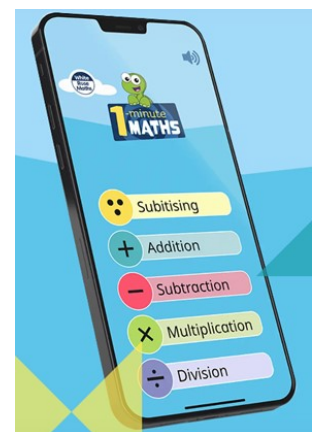 White
Rose
Maths
1-minute
MATHS
Subitising
+ Addition
− Subtraction
× Multiplication
÷ Division